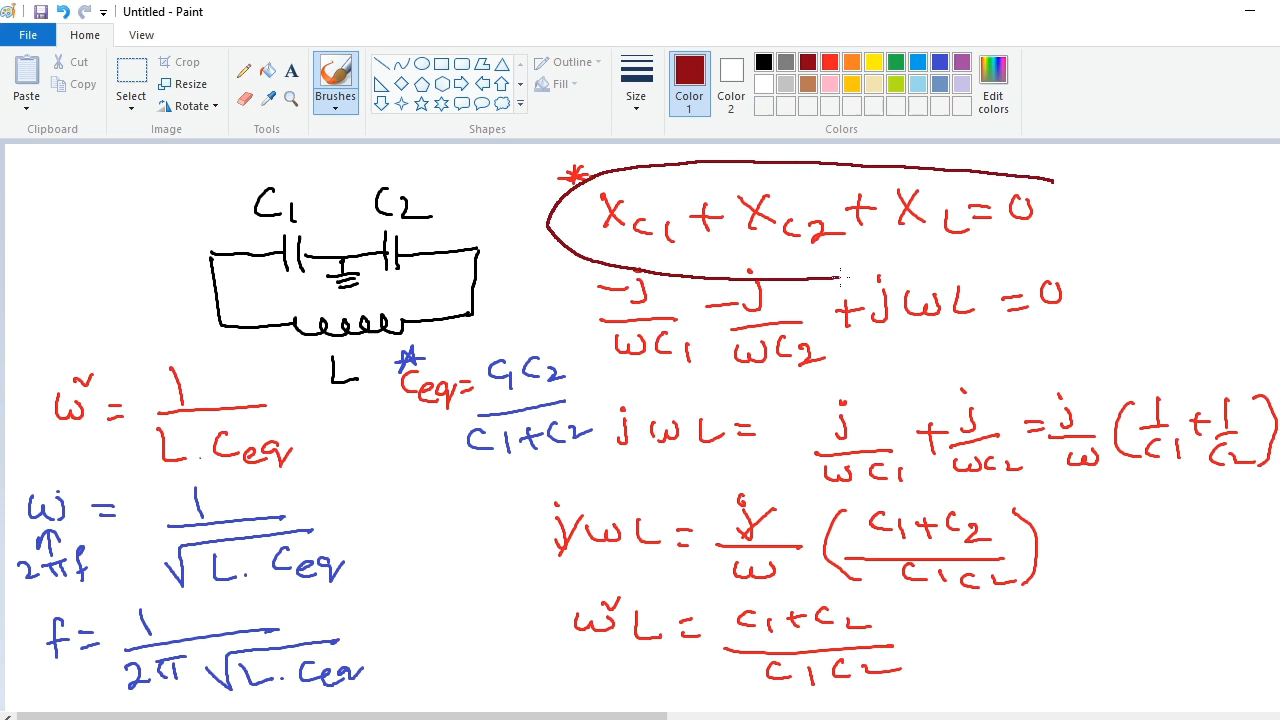 Untitled - Paint
File Home View
Paste Cut Copy Clipboard
Select Crop Resize Rotate Image
Tools
Brushes
Shapes Outline Fill
Size
Color 1 Color 2 Edit colors Colors
C1 C2
L
* XC1 + XC2 + XL = 0
-j/ωC1 - j/ωC2 + jωL = 0
Ceq = C1C2/C1+C2
jωL = j/ωC1 + j/ωC2 = j/ω (1/C1 + 1/C2)
jωL = j/ω (C1+C2/C1C2)
ω²L = C1+C2/C1C2
ω² = 1/L.Ceq
ω = 1/√L.Ceq
2πf
f = 1/2π√L.Ceq